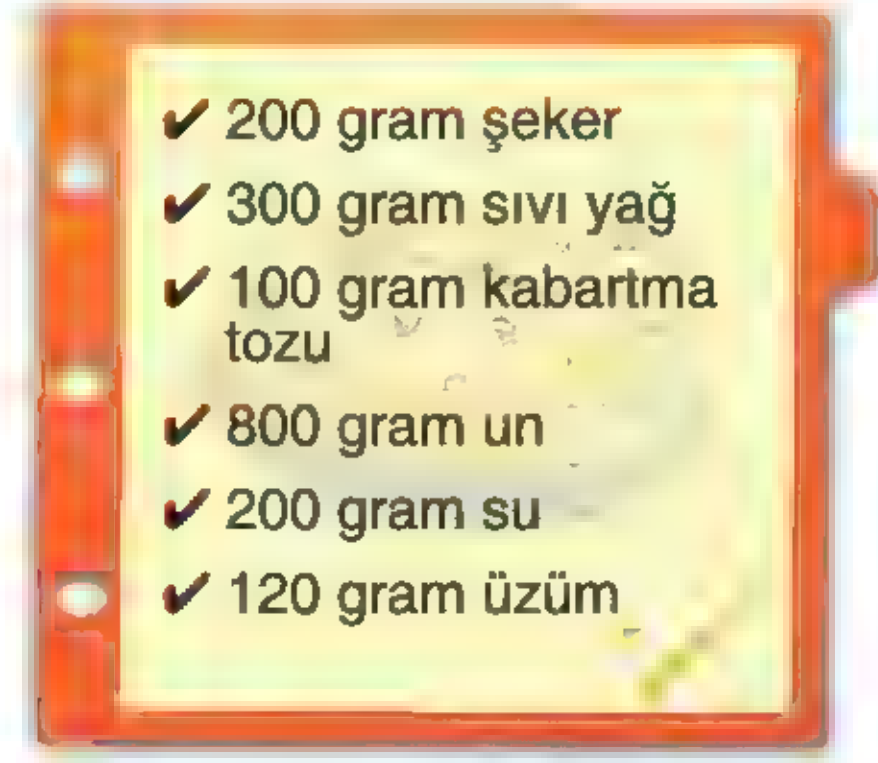 ✔ 200 gram şeker
✔ 300 gram sıvı yağ
✔ 100 gram kabartma
tozu
✔ 800 gram un
✔ 200 gram su
✔ 120 gram üzüm